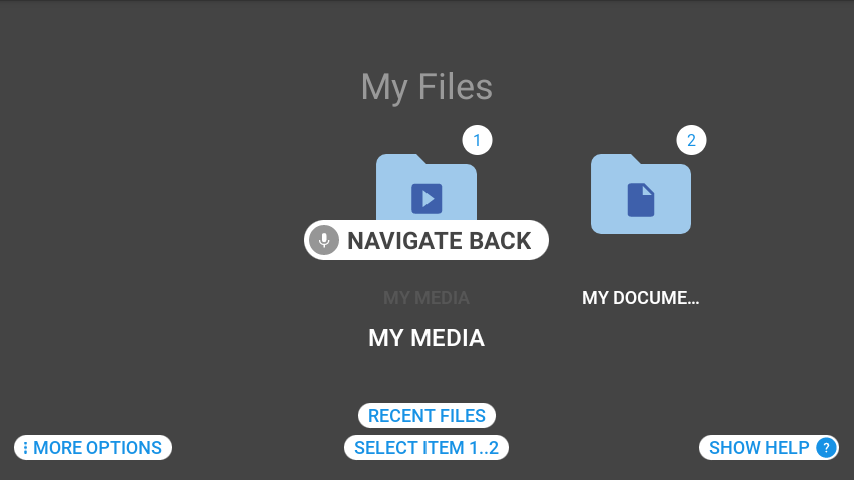 My Files
1
2
NAVIGATE BACK
MY MEDIA
MY DOCUME...
MY MEDIA
RECENT FILES
MORE OPTIONS
SELECT ITEM 1..2
SHOW HELP ?